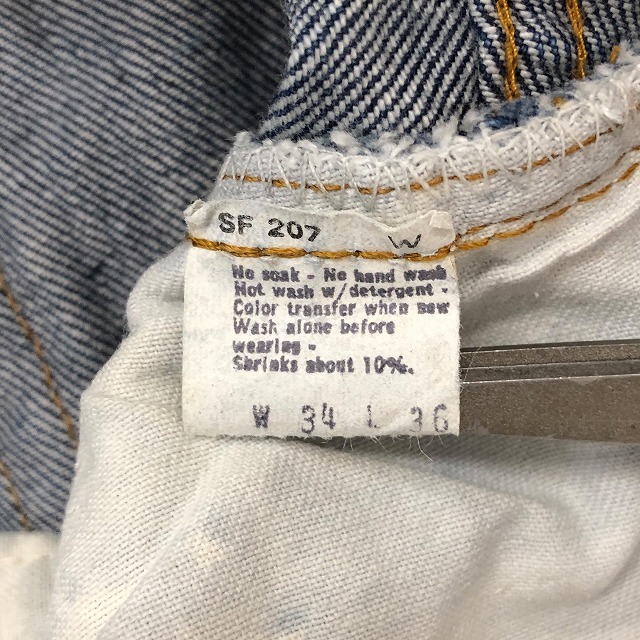 SF 207 W
No soak - No hand wash
Hot wash w/detergent -
Color transfer when new
Wash alone before
wearing -
Shrinks about 10%.
W 34 L 36